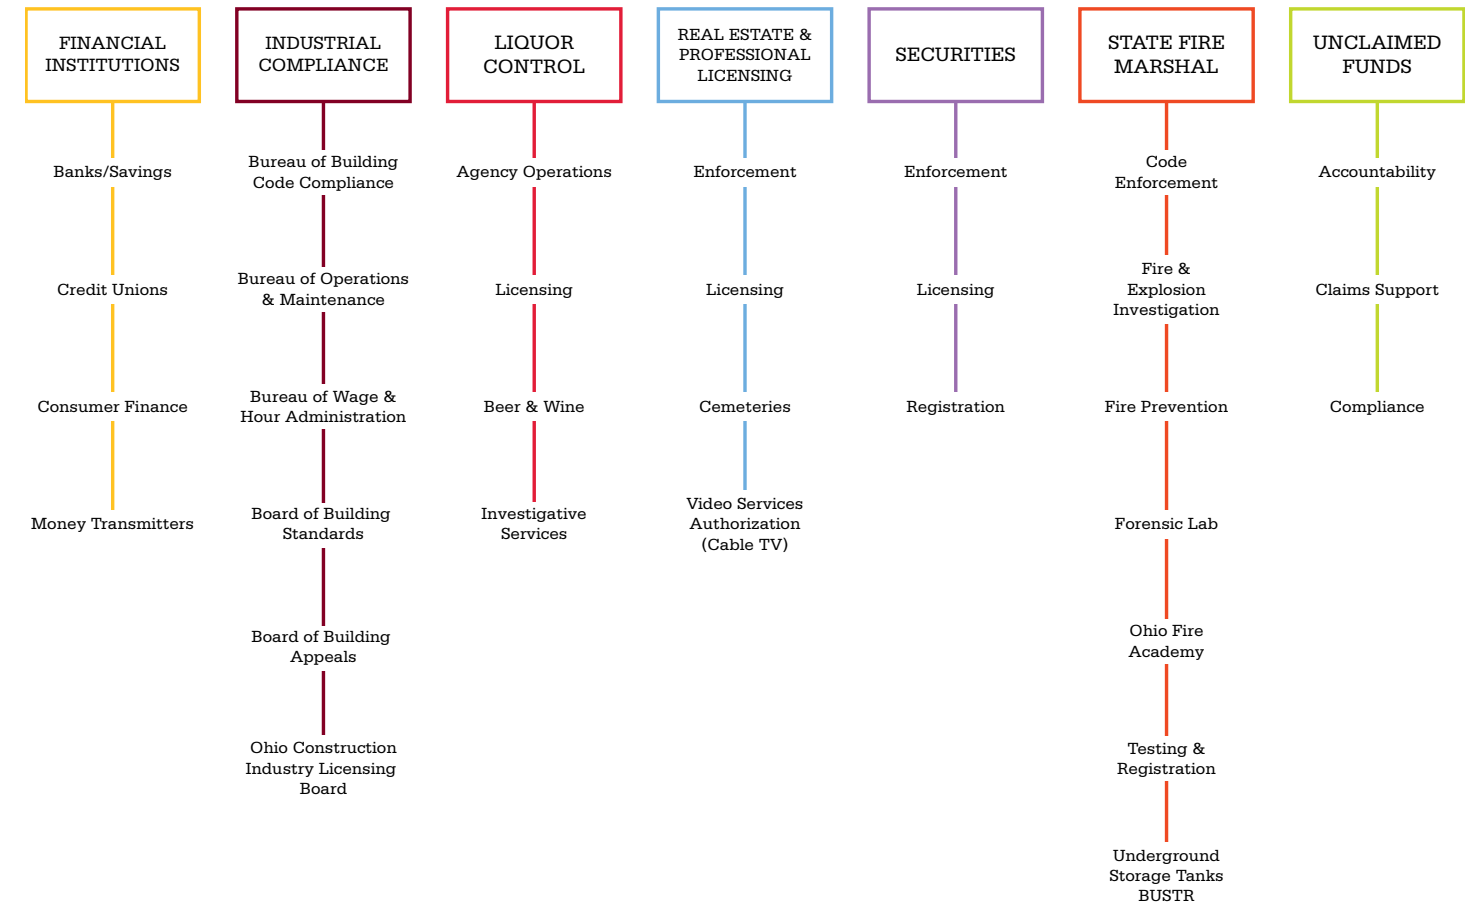 FINANCIAL
INSTITUTIONS
Banks/Savings
Credit Unions
Consumer Finance
Money Transmitters
INDUSTRIAL
COMPLIANCE
Bureau of Building
Code Compliance
Bureau of Operations
& Maintenance
Bureau of Wage &
Hour Administration
Board of Building
Standards
Board of Building
Appeals
Ohio Construction
Industry Licensing
Board
LIQUOR
CONTROL
Agency Operations
Licensing
Beer & Wine
Investigative
Services
REAL ESTATE &
PROFESSIONAL
LICENSING
Enforcement
Licensing
Cemeteries
Video Services
Authorization
(Cable TV)
SECURITIES
Enforcement
Licensing
Registration
STATE FIRE
MARSHAL
Code
Enforcement
Fire &
Explosion
Investigation
Fire Prevention
Forensic Lab
Ohio Fire
Academy
Testing &
Registration
Underground
Storage Tanks
BUSTR
UNCLAIMED
FUNDS
Accountability
Claims Support
Compliance